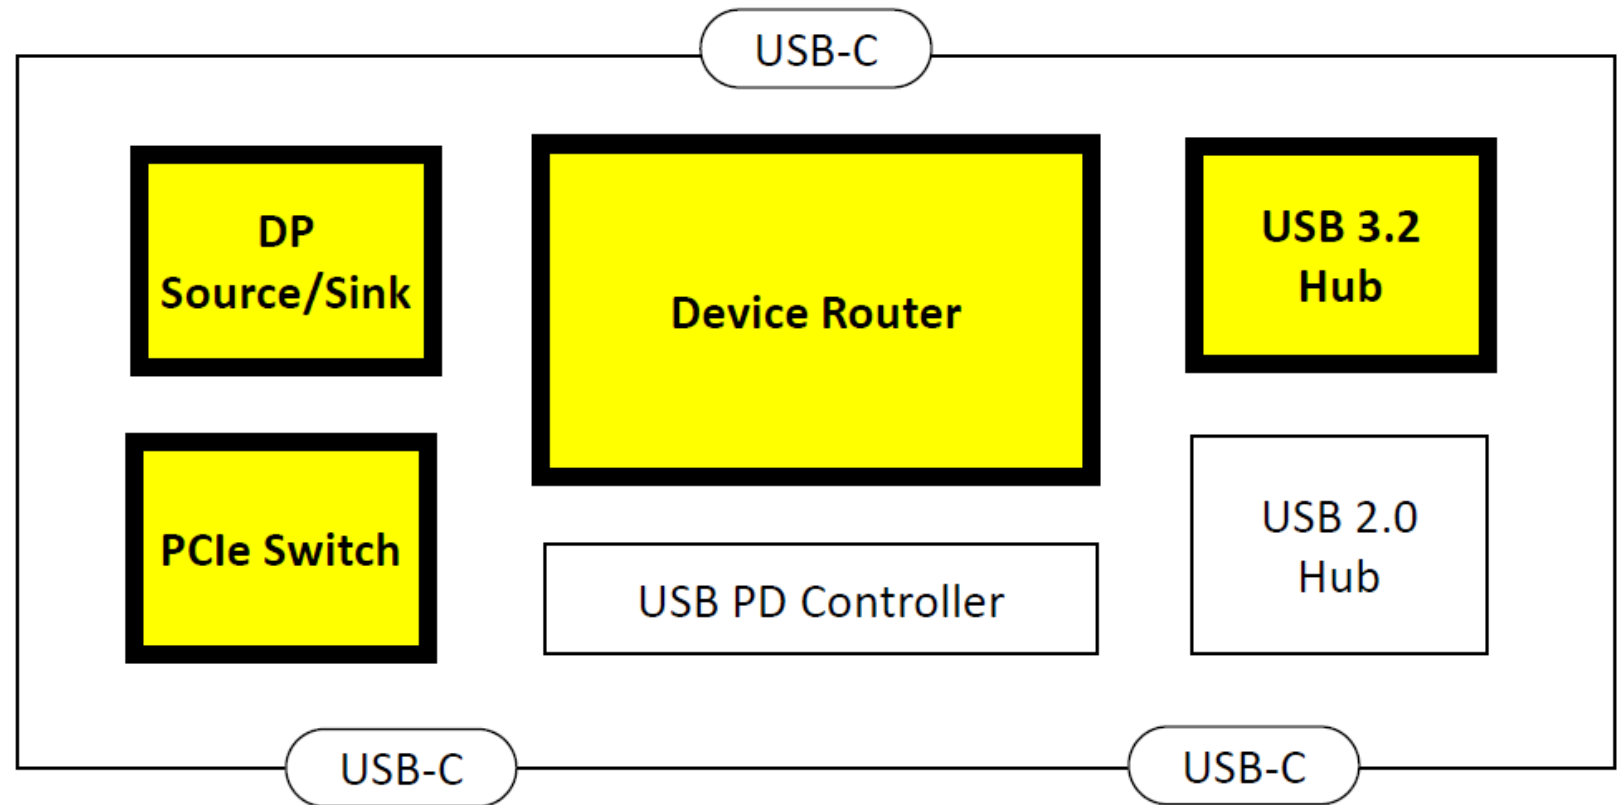 USB-C
DP
Source/Sink
Device Router
USB 3.2
Hub
PCIe Switch
USB PD Controller
USB 2.0
Hub
USB-C
USB-C